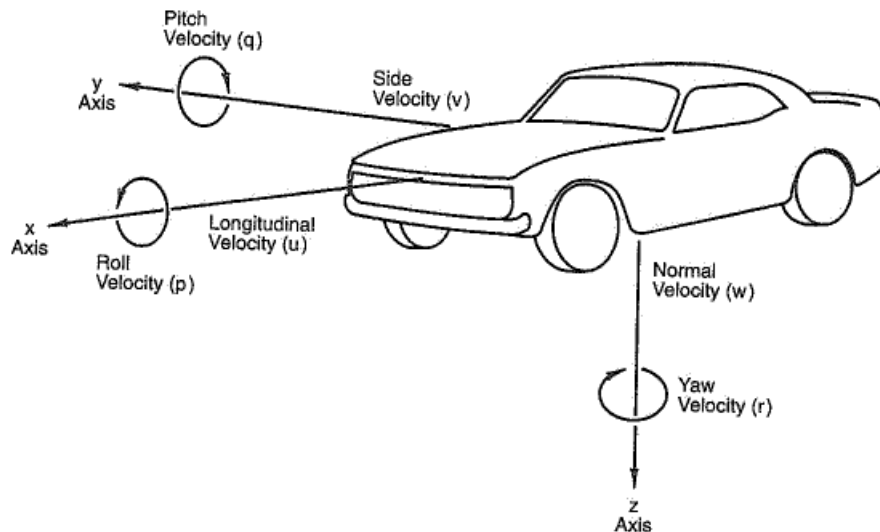 Pitch
Velocity (q)
y
Axis
Side
Velocity (v)
x
Axis
Longitudinal
Velocity (u)
Roll
Velocity (p)
Normal
Velocity (w)
Yaw
Velocity (r)
z
Axis